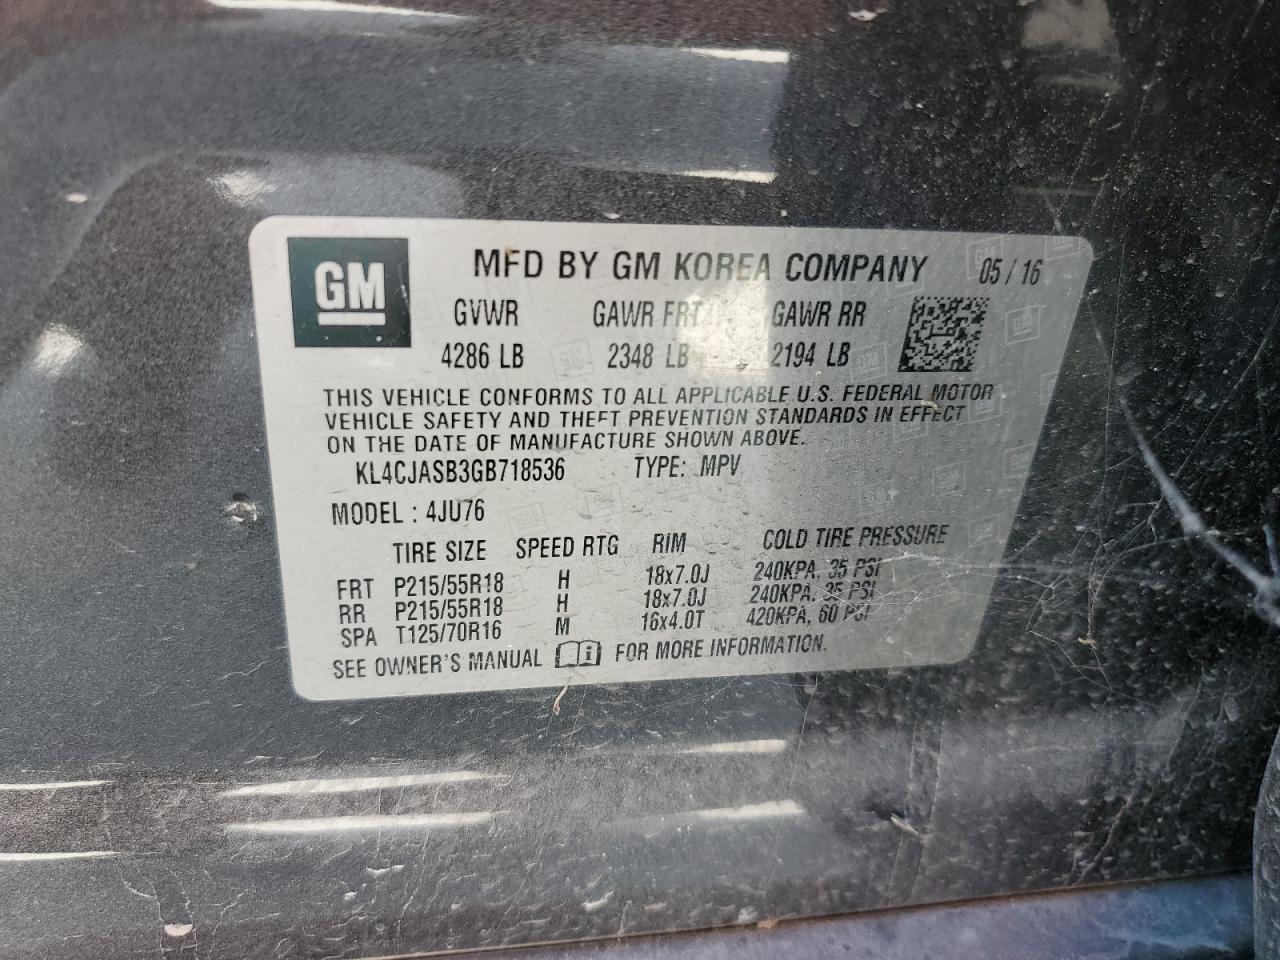 GM
MFD BY GM KOREA COMPANY 05 / 16
GVWR GAWR FRT GAWR RR
4286 LB 2348 LB 2194 LB
THIS VEHICLE CONFORMS TO ALL APPLICABLE U.S. FEDERAL MOTOR
VEHICLE SAFETY AND THEFT PREVENTION STANDARDS IN EFFECT
ON THE DATE OF MANUFACTURE SHOWN ABOVE.
KL4CJASB3GB718536 TYPE: MPV
MODEL : 4JU76
TIRE SIZE SPEED RTG RIM COLD TIRE PRESSURE
FRT P215/55R18 H 18x7.0J 240KPA, 35 PSI
RR P215/55R18 H 18x7.0J 240KPA, 35 PSI
SPA T125/70R16 M 16x4.0T 420KPA, 60 PSI
SEE OWNER'S MANUAL FOR MORE INFORMATION.